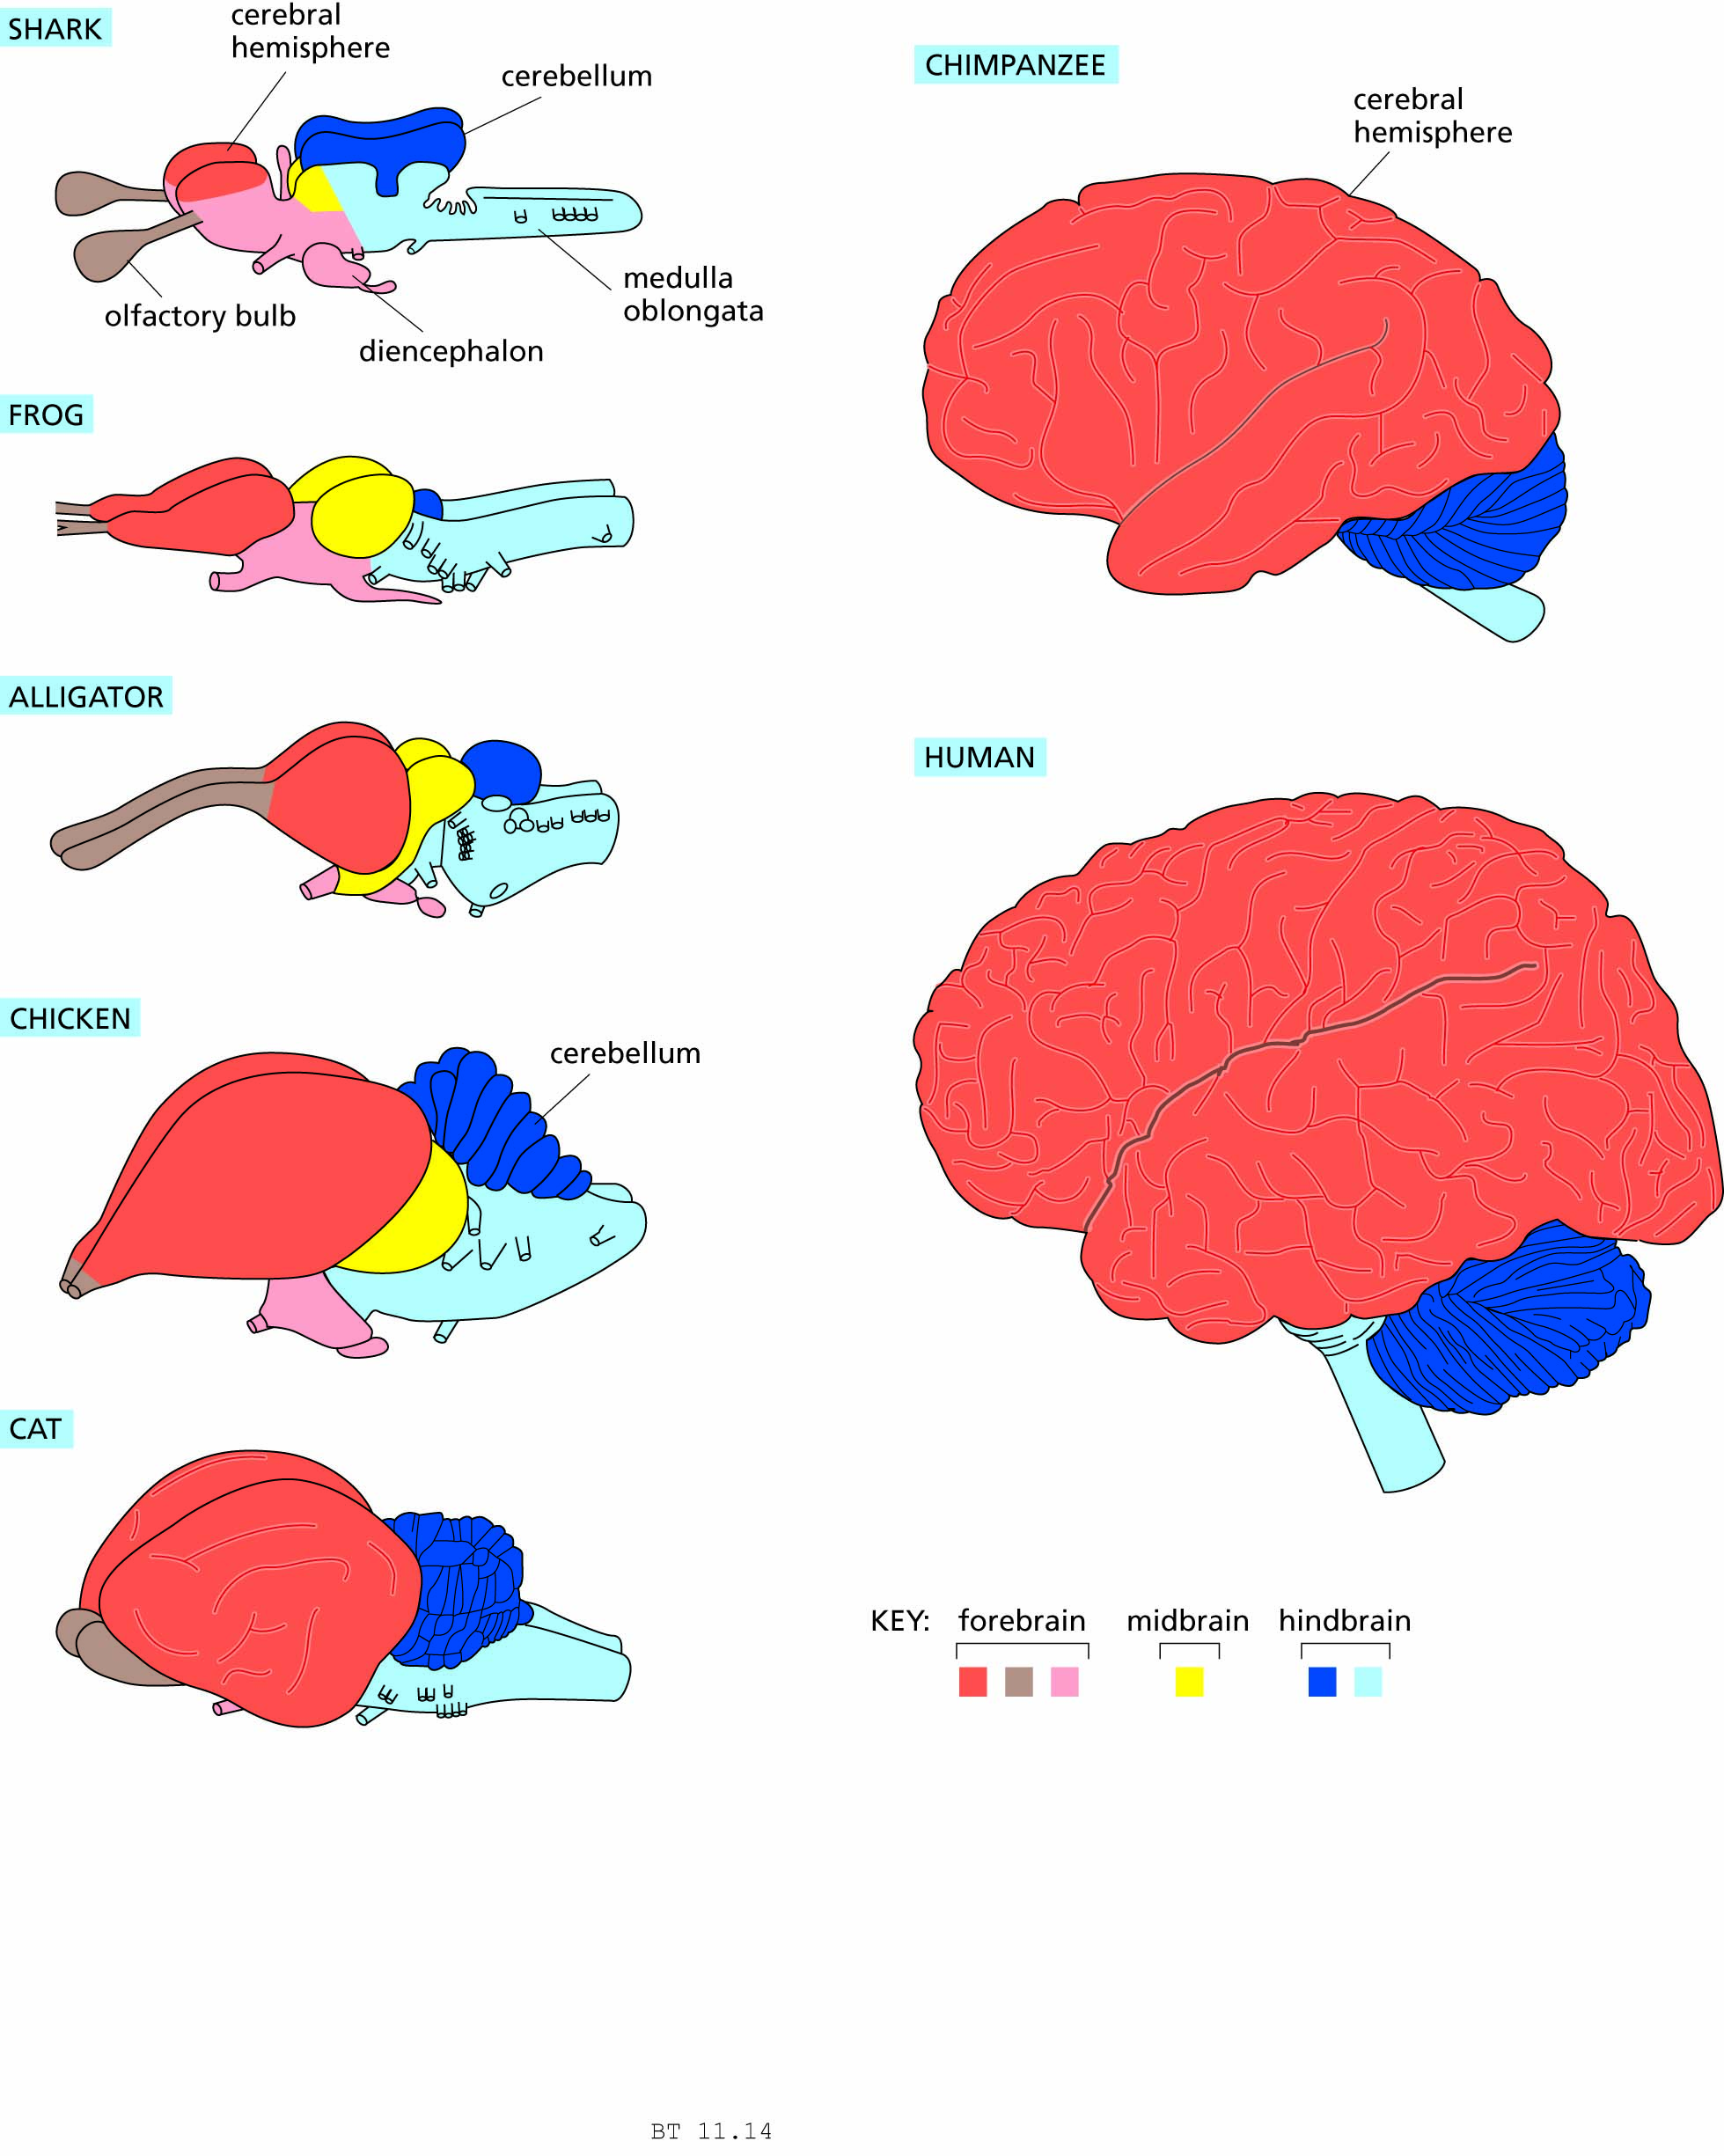 SHARK
cerebral
hemisphere
cerebellum
olfactory bulb
diencephalon
medulla
oblongata
FROG
ALLIGATOR
CHICKEN
cerebellum
CAT
CHIMPANZEE
cerebral
hemisphere
HUMAN
KEY: forebrain midbrain hindbrain
BT 11.14